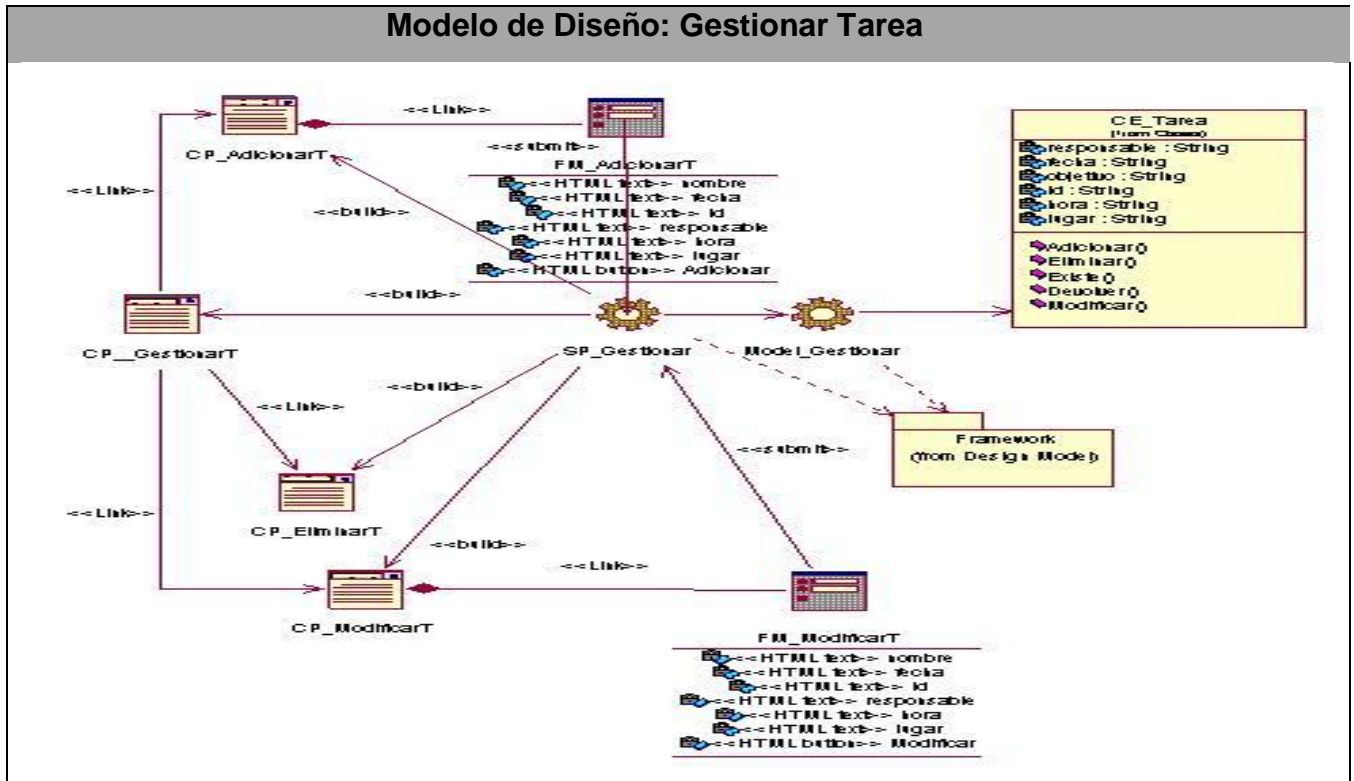 Modelo de Diseño: Gestionar Tarea
<<Link>>
CP_AdicionarT
<<submit>>
FM_AdicionarT
<<HTML text>> nombre
<<HTML text>> fecha
<<HTML text>> id
<<HTML text>> responsable
<<HTML text>> hora
<<HTML text>> lugar
<<HTML button>> Adicionar
CE_Tarea
responsable : String
fecha : String
objetivo : String
id : String
hora : String
lugar : String
Adicionar()
Eliminar()
Existe()
Devolver()
Modificar()
<<Link>>
<<build>>
<<build>>
CP__GestionarT
SP_Gestionar
Model_Gestionar
<<build>>
<<Link>>
<<submit>>
Framework
(from Design Model)
CP_EliminarT
<<Link>>
<<build>>
<<Link>>
CP_ModificarT
FM_ModificarT
<<HTML text>> nombre
<<HTML text>> fecha
<<HTML text>> id
<<HTML text>> responsable
<<HTML text>> hora
<<HTML text>> lugar
<<HTML button>> Modificar